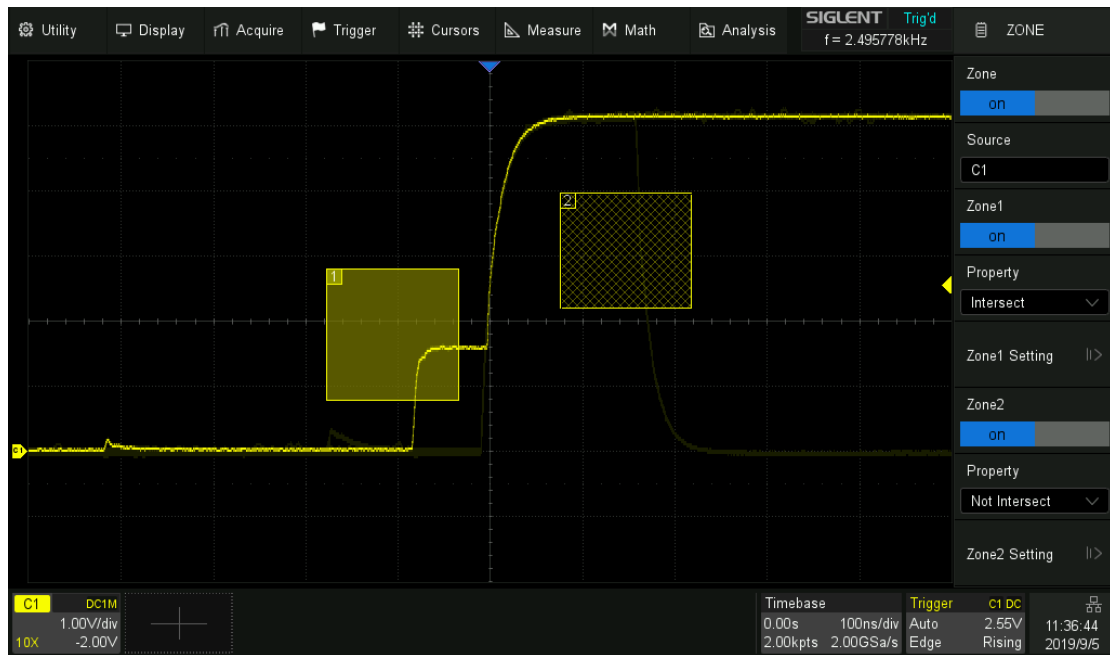 Utility Display Acquire Trigger Cursors Measure Math Analysis SIGLENT Trig'd
f = 2.495778kHz
ZONE
Zone
on
Source
C1
Zone1
on
Property
Intersect
Zone1 Setting
Zone2
on
Property
Not Intersect
Zone2 Setting
1
2
C1
C1 DC1M
1.00V/div
10X -2.00V
Timebase
0.00s 100ns/div
2.00kpts 2.00GSa/s
Trigger C1 DC
Auto 2.55V
Edge Rising
11:36:44
2019/9/5